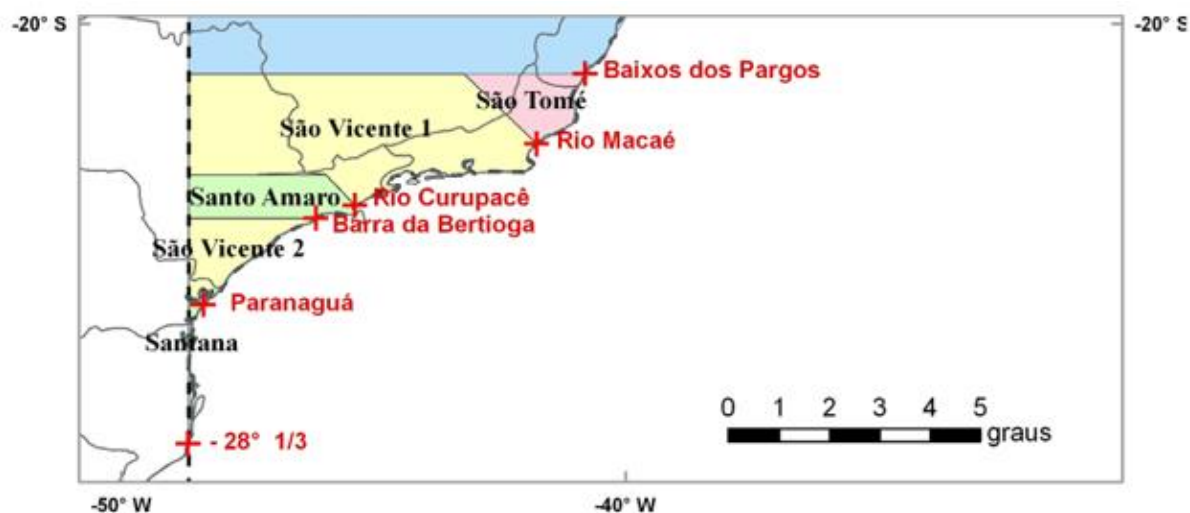 -20° S
-20° S
Baixos dos Pargos
São Tomé
São Vicente 1
Rio Macaé
Santo Amaro
Rio Curupacê
Barra da Bertioga
São Vicente 2
Paranaguá
Santana
0 1 2 3 4 5
graus
- 28° 1/3
-50° W
-40° W